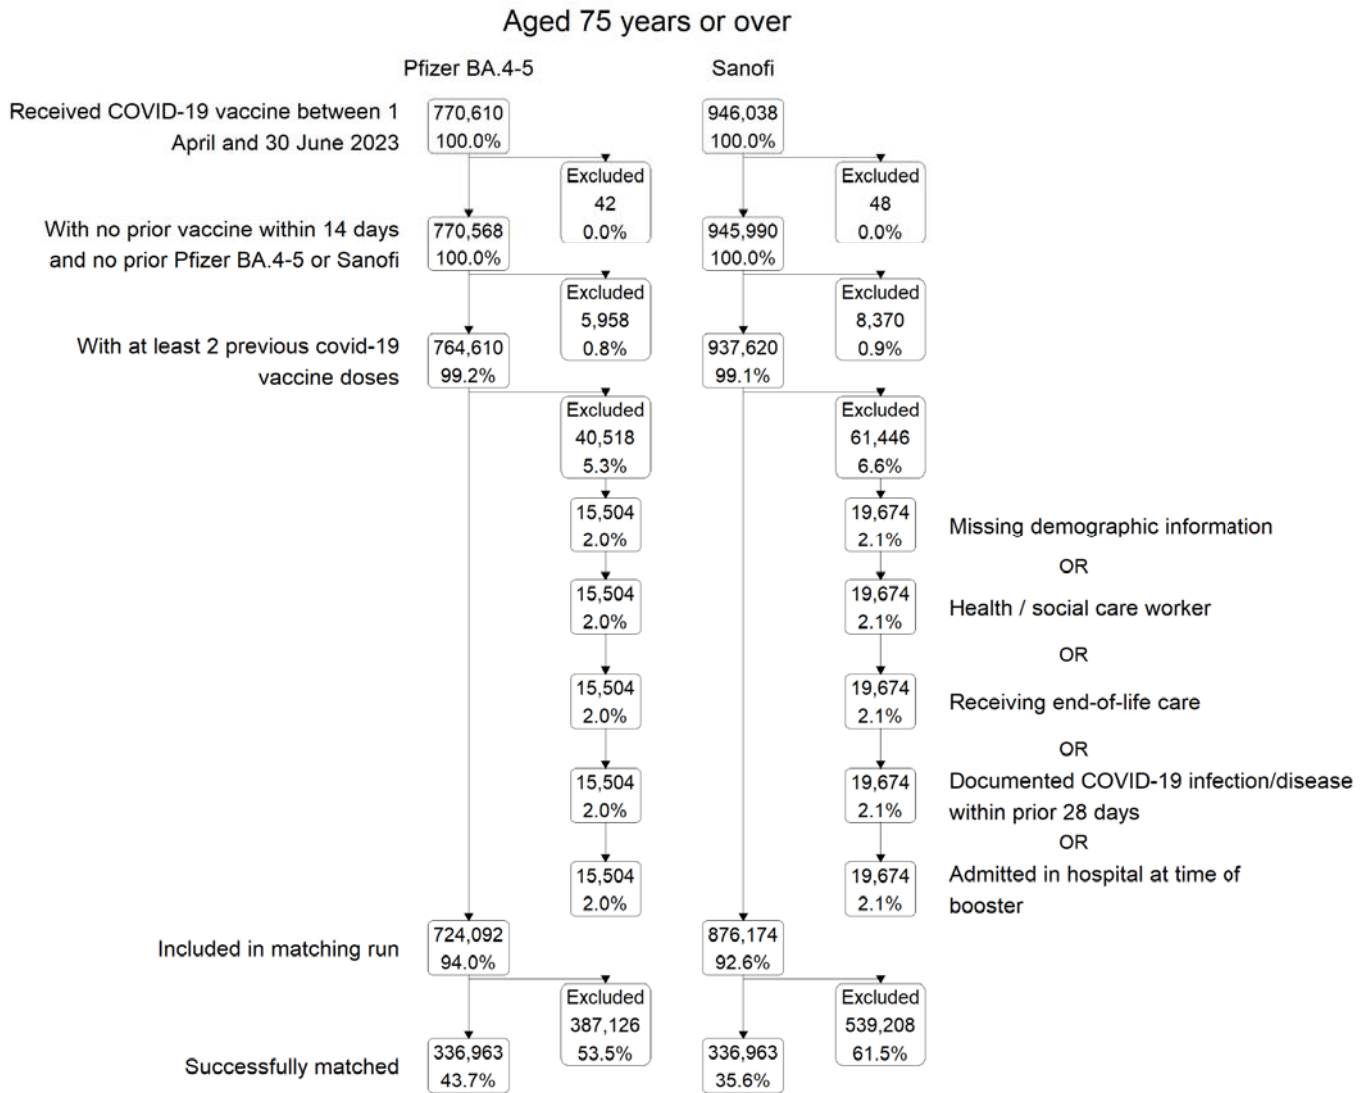 Aged 75 years or over
Pfizer BA.4-5
Sanofi
Received COVID-19 vaccine between 1
April and 30 June 2023
770,610
100.0%
946,038
100.0%
Excluded
42
0.0%
Excluded
48
0.0%
With no prior vaccine within 14 days
and no prior Pfizer BA.4-5 or Sanofi
770,568
100.0%
945,990
100.0%
Excluded
5,958
0.8%
Excluded
8,370
0.9%
With at least 2 previous covid-19
vaccine doses
764,610
99.2%
937,620
99.1%
Excluded
40,518
5.3%
Excluded
61,446
6.6%
15,504
2.0%
19,674
2.1%
Missing demographic information
OR
15,504
2.0%
19,674
2.1%
Health / social care worker
OR
15,504
2.0%
19,674
2.1%
Receiving end-of-life care
OR
15,504
2.0%
19,674
2.1%
Documented COVID-19 infection/disease
within prior 28 days
OR
15,504
2.0%
19,674
2.1%
Admitted in hospital at time of
booster
Included in matching run
724,092
94.0%
876,174
92.6%
Excluded
387,126
53.5%
Excluded
539,208
61.5%
Successfully matched
336,963
43.7%
336,963
35.6%